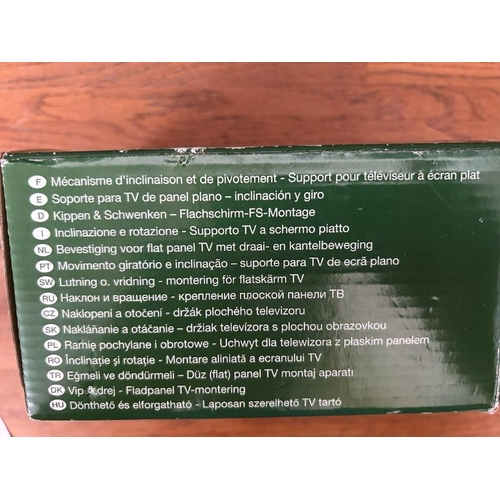 F Mécanisme d'inclinaison et de pivotement - Support pour téléviseur à écran plat
E Soporte para TV de panel plano – inclinación y giro
D Kippen & Schwenken – Flachschirm-FS-Montage
I Inclinazione e rotazione - Supporto TV a schermo piatto
NL Bevestiging voor flat panel TV met draai- en kantelbeweging
PT Movimento giratório e inclinação – suporte para TV de ecrã plano
SW Lutning o. vridning - montering för flatskärm TV
RU Наклон и вращение - крепление плоской панели ТВ
CZ Naklopení a otočení - držák plochého televizoru
SK Nakláňanie a otáčanie – držiak televízora s plochou obrazovkou
PL Ramię pochylane i obrotowe - Uchwyt dla telewizora z płaskim panelem
RO Înclinație și rotație - Montare aliniată a ecranului TV
TR Eğmeli ve döndürmeli – Düz (flat) panel TV montaj aparatı
DK Vip & drej - Fladpanel TV-montering
HU Dönthető és elforgatható - Laposan szerelhető TV tartó